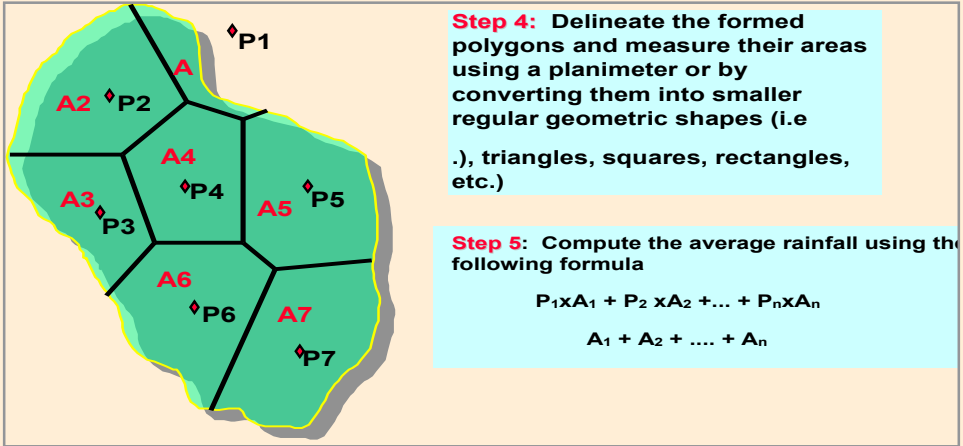 P1
A
A2
P2
A4
P4
A3
P3
A5
P5
A6
P6
A7
P7
Step 4: Delineate the formed
polygons and measure their areas
using a planimeter or by
converting them into smaller
regular geometric shapes (i.e
.), triangles, squares, rectangles,
etc.)
Step 5: Compute the average rainfall using the
following formula
P₁xA₁ + P₂ xA₂ +... + PₙxAₙ
A₁ + A₂ + .... + Aₙ